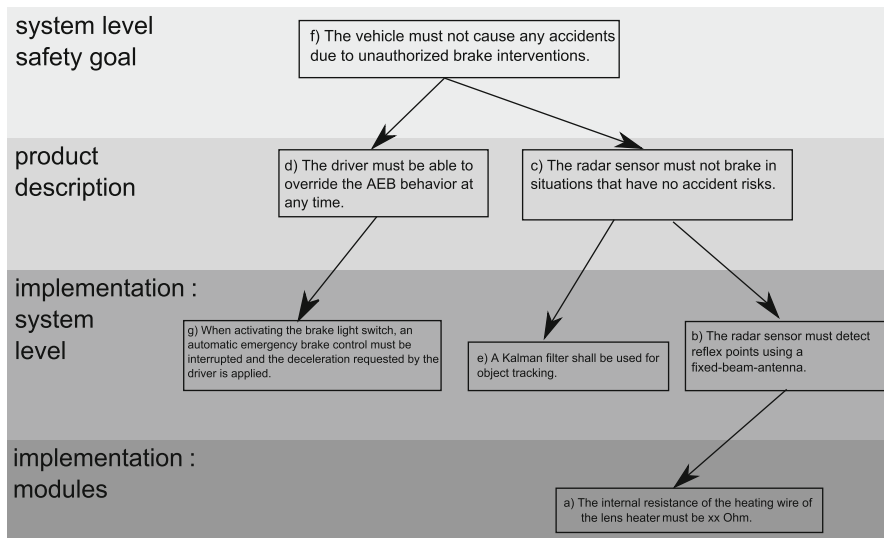 system level
safety goal
f) The vehicle must not cause any accidents
due to unauthorized brake interventions.
product
description
d) The driver must be able to
override the AEB behavior at
any time.
c) The radar sensor must not brake in
situations that have no accident risks.
implementation :
system
level
g) When activating the brake light switch, an
automatic emergency brake control must be
interrupted and the deceleration requested by the
driver is applied.
e) A Kalman filter shall be used for
object tracking.
b) The radar sensor must detect
reflex points using a
fixed-beam-antenna.
implementation :
modules
a) The internal resistance of the heating wire of
the lens heater must be xx Ohm.